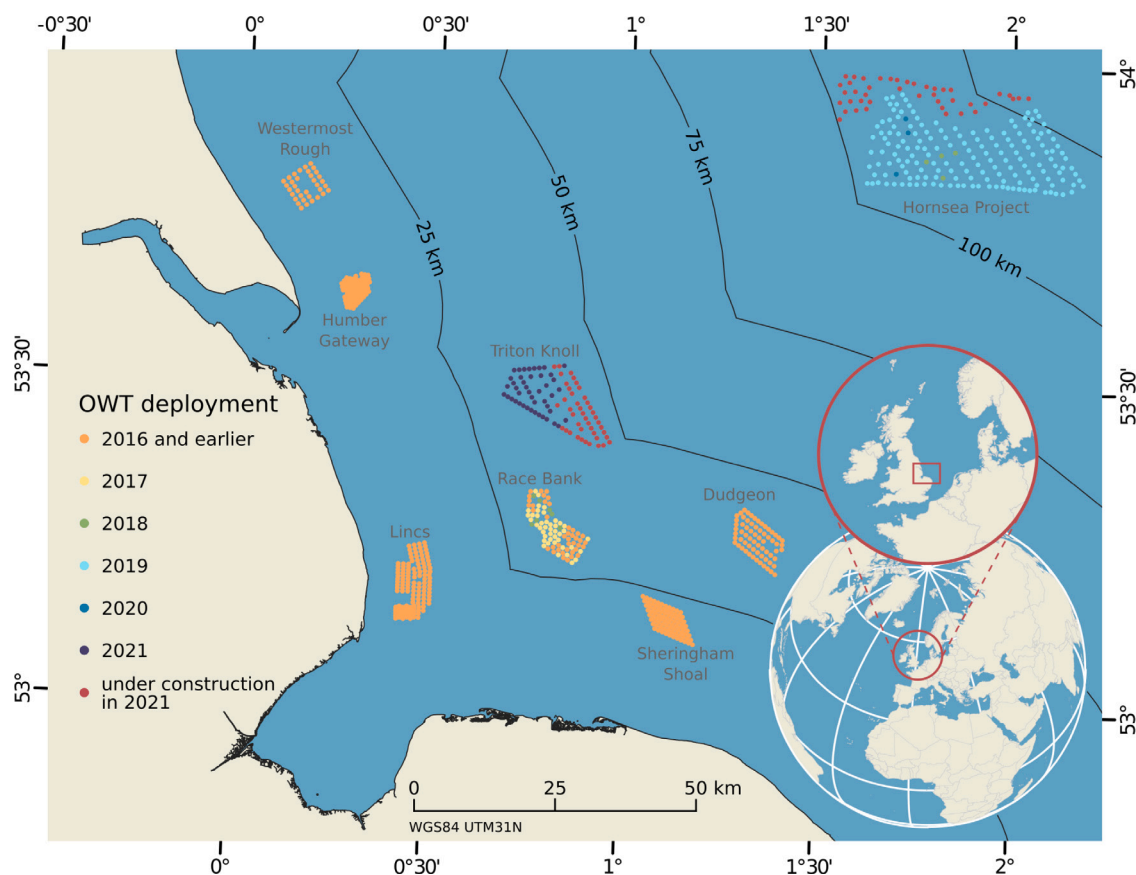 -0°30'
0°
0°30'
1°
1°30'
2°
54°
Westermost
Rough
75 km
50 km
Hornsea Project
25 km
100 km
Humber
Gateway
Triton Knoll
53°30'
53°30'
OWT deployment
2016 and earlier
2017
2018
2019
2020
2021
under construction
in 2021
Race Bank
Dudgeon
Lincs
Sheringham
Shoal
53°
53°
0
25
50 km
WGS84 UTM31N
0°
0°30'
1°
1°30'
2°